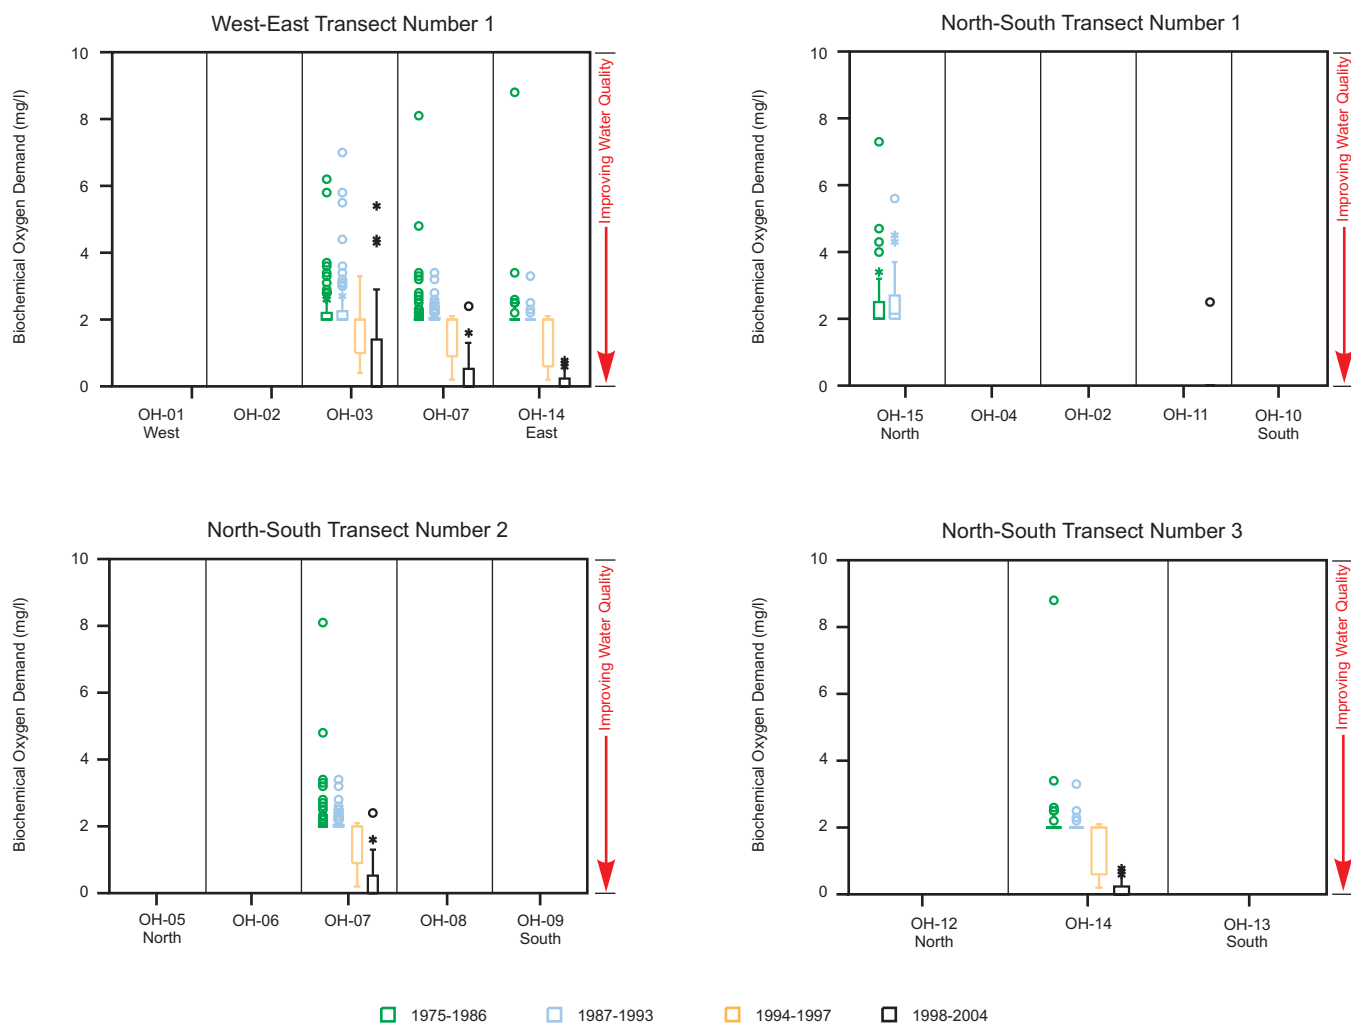 West-East Transect Number 1
Biochemical Oxygen Demand (mg/l)
10
8
6
4
2
0
OH-01
West
OH-02
OH-03
OH-07
OH-14
East
Improving Water Quality
North-South Transect Number 1
Biochemical Oxygen Demand (mg/l)
10
8
6
4
2
0
OH-15
North
OH-04
OH-02
OH-11
OH-10
South
Improving Water Quality
North-South Transect Number 2
Biochemical Oxygen Demand (mg/l)
10
8
6
4
2
0
OH-05
North
OH-06
OH-07
OH-08
OH-09
South
Improving Water Quality
North-South Transect Number 3
Biochemical Oxygen Demand (mg/l)
10
8
6
4
2
0
OH-12
North
OH-14
OH-13
South
Improving Water Quality
1975-1986
1987-1993
1994-1997
1998-2004